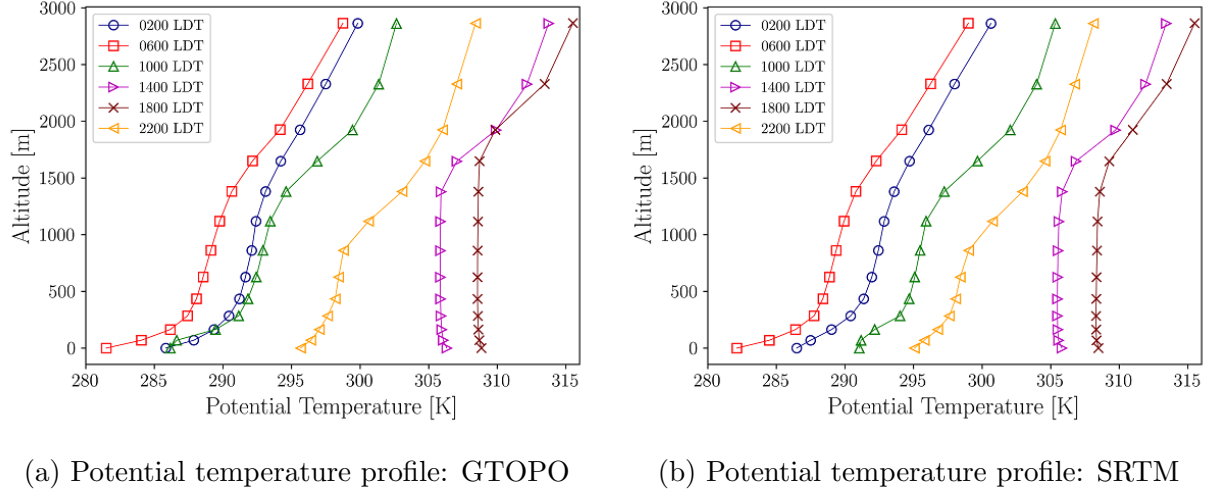 3000
2500
2000
1500
1000
500
0
Altitude [m]
0200 LDT
0600 LDT
1000 LDT
1400 LDT
1800 LDT
2200 LDT
280 285 290 295 300 305 310 315
Potential Temperature [K]
(a) Potential temperature profile: GTOPO
3000
2500
2000
1500
1000
500
0
Altitude [m]
0200 LDT
0600 LDT
1000 LDT
1400 LDT
1800 LDT
2200 LDT
280 285 290 295 300 305 310 315
Potential Temperature [K]
(b) Potential temperature profile: SRTM